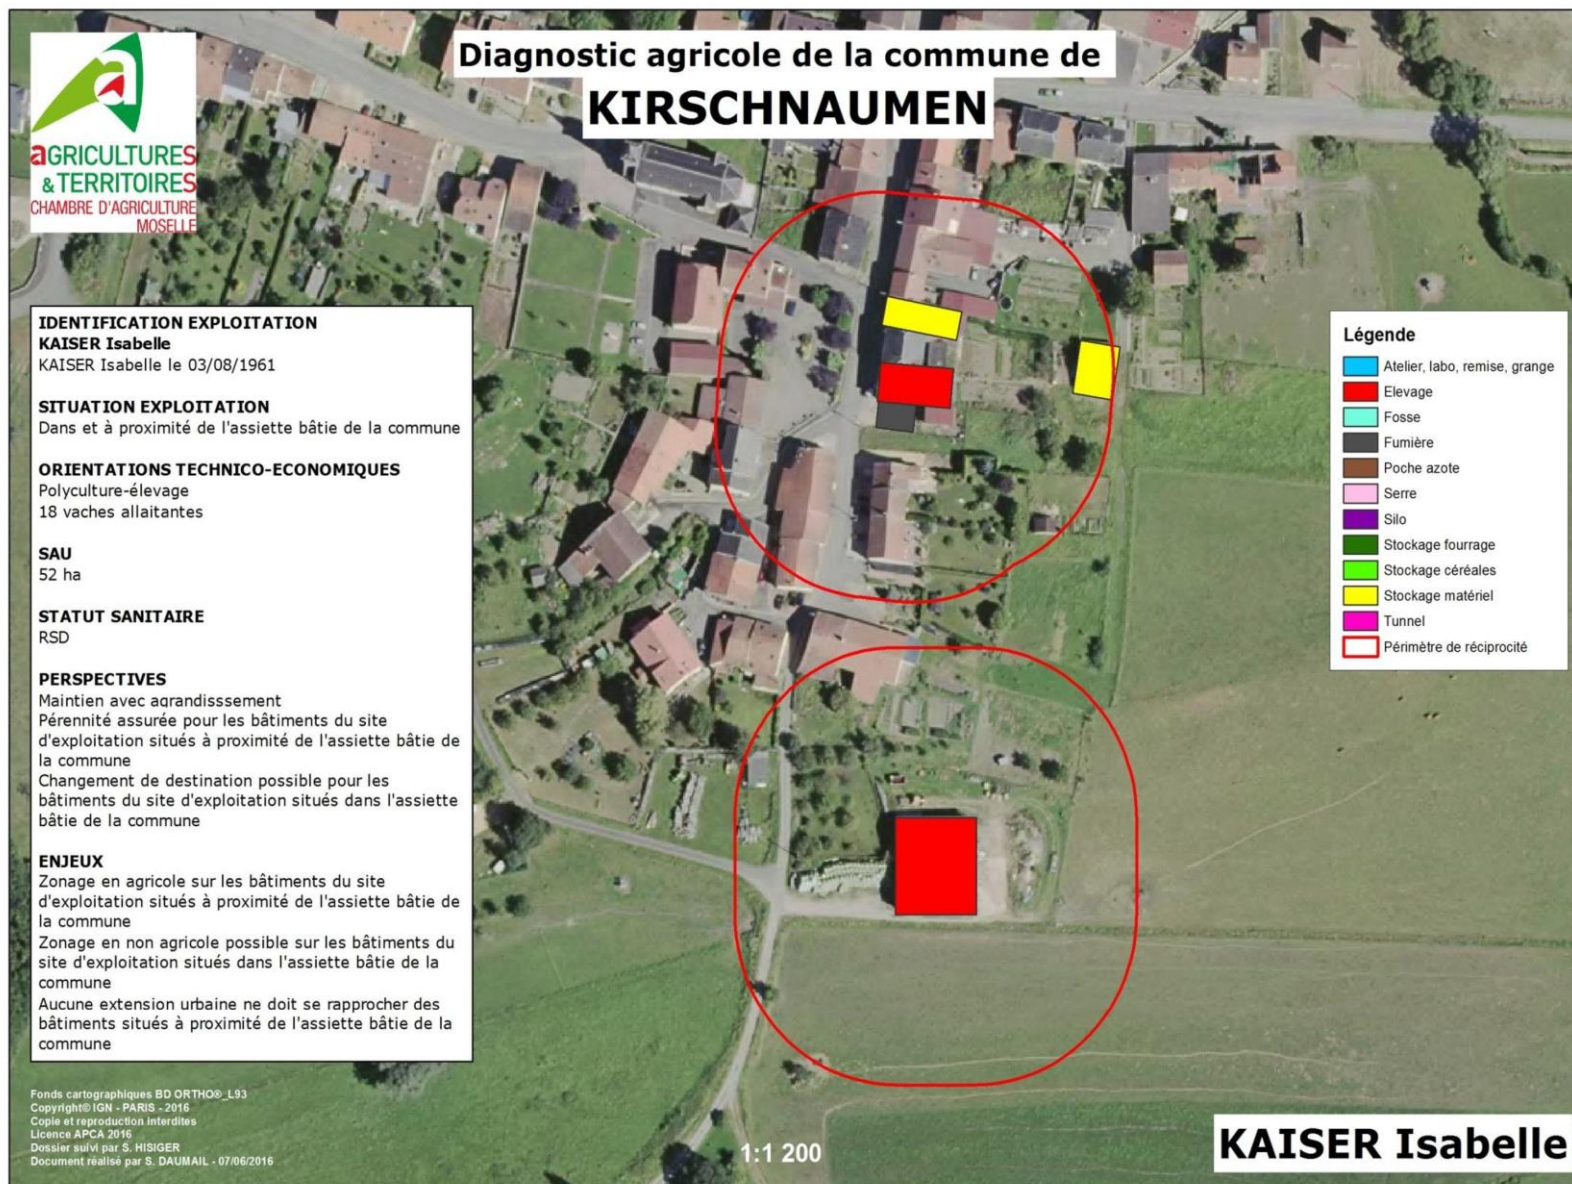 Diagnostic agricole de la commune de
KIRSCHNAUMEN
a
aGRICULTURES
& TERRITOIRES
CHAMBRE D'AGRICULTURE
MOSELLE
IDENTIFICATION EXPLOITATION
KAISER Isabelle
KAISER Isabelle le 03/08/1961
SITUATION EXPLOITATION
Dans et à proximité de l'assiette bâtie de la commune
ORIENTATIONS TECHNICO-ECONOMIQUES
Polyculture-élevage
18 vaches allaitantes
SAU
52 ha
STATUT SANITAIRE
RSD
PERSPECTIVES
Maintien avec agrandisssement
Pérennité assurée pour les bâtiments du site
d'exploitation situés à proximité de l'assiette bâtie de
la commune
Changement de destination possible pour les
bâtiments du site d'exploitation situés dans l'assiette
bâtie de la commune
ENJEUX
Zonage en agricole sur les bâtiments du site
d'exploitation situés à proximité de l'assiette bâtie de
la commune
Zonage en non agricole possible sur les bâtiments du
site d'exploitation situés dans l'assiette bâtie de la
commune
Aucune extension urbaine ne doit se rapprocher des
bâtiments situés à proximité de l'assiette bâtie de la
commune
Légende
Atelier, labo, remise, grange
Elevage
Fosse
Fumière
Poche azote
Serre
Silo
Stockage fourrage
Stockage céréales
Stockage matériel
Tunnel
Périmètre de réciprocité
Fonds cartographiques BD ORTHO®_L93
Copyright© IGN - PARIS - 2016
Copie et reproduction interdites
Licence APCA 2016
Dossier suivi par S. HISIGER
Document réalisé par S. DAUMAIL - 07/06/2016
1:1 200
KAISER Isabelle